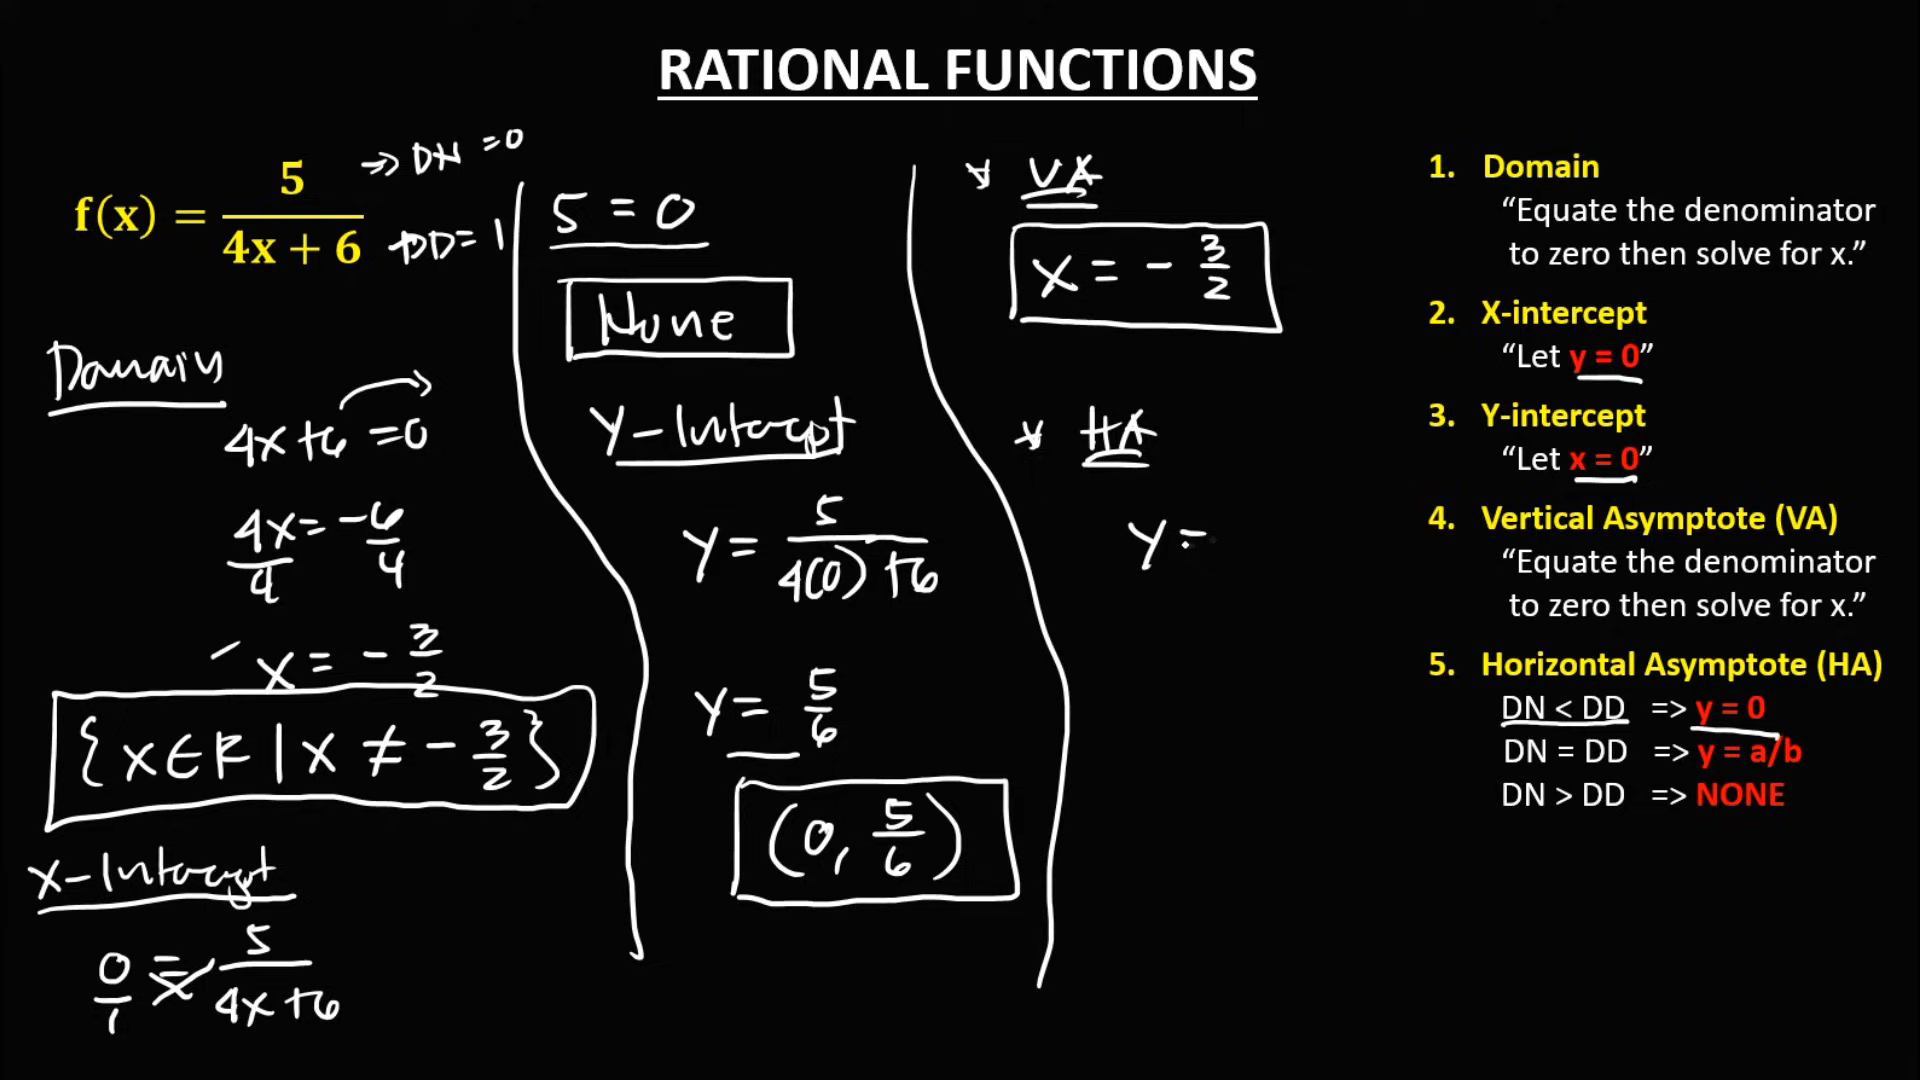 RATIONAL FUNCTIONS
f(x) = 5 / 4x + 6
=> DN = 0
DD = 1
Domain
4x + 6 = 0
4x / 4 = -6 / 4
x = - 3/2
{x ∈ R | x ≠ - 3/2}
X-Intercept
0/1 = 5 / 4x + 6
5 = 0
None
Y-Intercept
y = 5 / 4(0) + 6
y = 5/6
(0, 5/6)
VA
x = - 3/2
HA
y =
1. Domain
“Equate the denominator
to zero then solve for x.”
2. X-intercept
“Let y = 0”
3. Y-intercept
“Let x = 0”
4. Vertical Asymptote (VA)
“Equate the denominator
to zero then solve for x.”
5. Horizontal Asymptote (HA)
DN < DD => y = 0
DN = DD => y = a/b
DN > DD => NONE